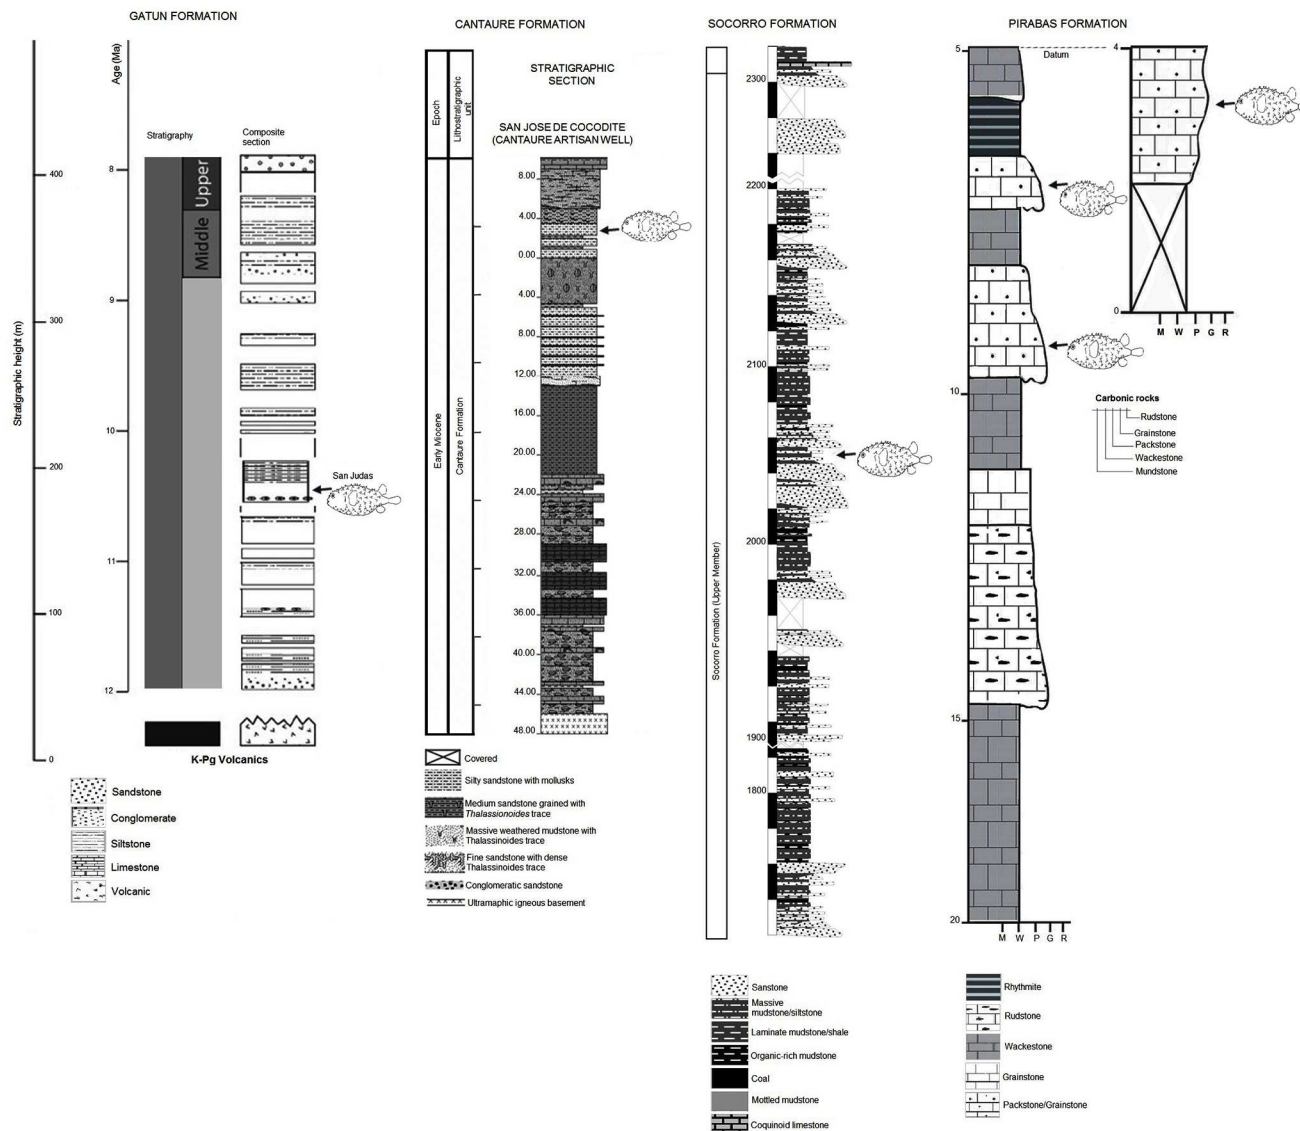 GATUN FORMATION
CANTAURE FORMATION
SOCORRO FORMATION
PIRABAS FORMATION
Stratigraphic height (m)
400
300
200
100
0
Age (Ma)
8
9
10
11
12
Stratigraphy
Composite
section
Upper
Middle
San Judas
K-Pg Volcanics
Sandstone
Conglomerate
Siltstone
Limestone
Volcanic
Epoch
Lithostratigraphic
unit
STRATIGRAPHIC
SECTION
SAN JOSE DE COCODITE
(CANTAURE ARTISAN WELL)
Early Miocene
Cantaure Formation
8.00
4.00
0.00
4.00
8.00
12.00
16.00
20.00
24.00
28.00
32.00
36.00
40.00
44.00
48.00
Covered
Silty sandstone with mollusks
Medium sandstone grained with
Thalassionoides trace
Massive weathered mudstone with
Thalassinoides trace
Fine sandstone with dense
Thalassinoides trace
Conglomeratic sandstone
Ultramaphic igneous basement
Socorro Formation (Upper Member)
2300
2200
2100
2000
1900
1800
Sanstone
Massive
mudstone/siltstone
Laminate mudstone/shale
Organic-rich mudstone
Coal
Mottled mudstone
Coquinoid limestone
5
10
15
20
M W P G R
Datum
4
0
M W P G R
Carbonic rocks
Rudstone
Grainstone
Packstone
Wackestone
Mundstone
Rhythmite
Rudstone
Wackestone
Grainstone
Packstone/Grainstone